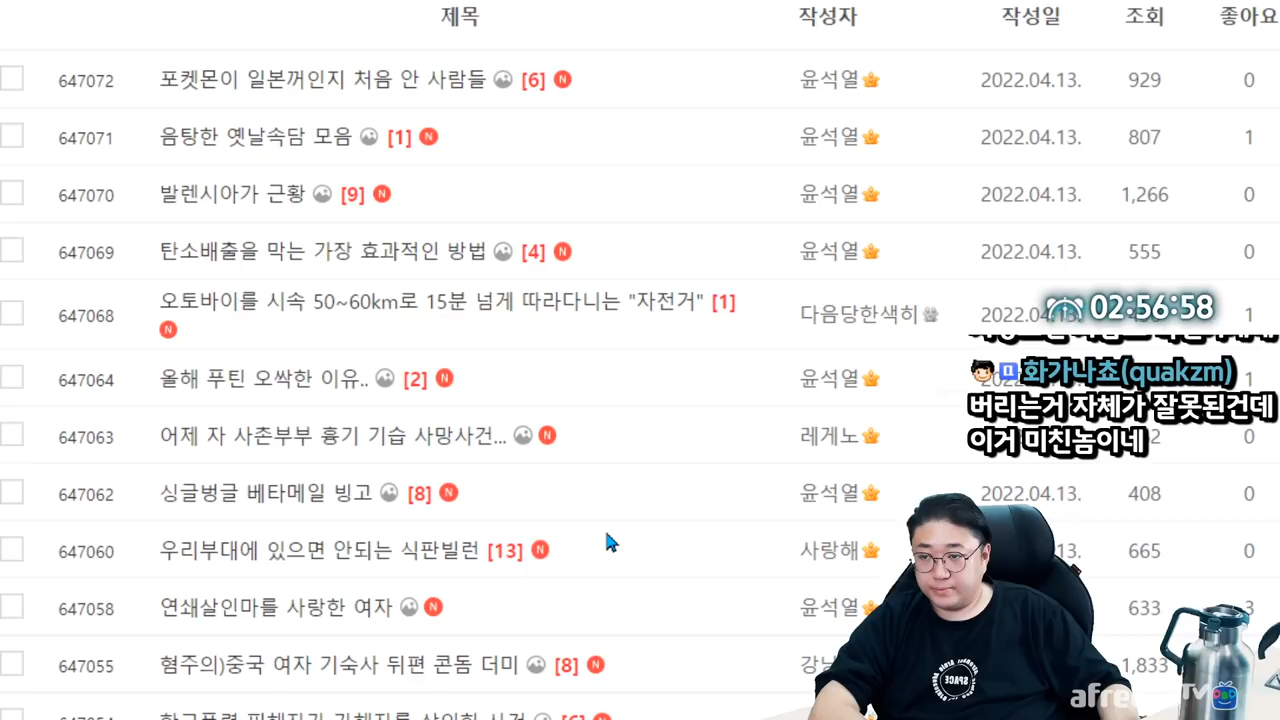 제목 작성자 작성일 조회 좋아요
647072 포켓몬이 일본꺼인지 처음 안 사람들 [6] N 윤석열 2022.04.13. 929 0
647071 음탕한 옛날속담 모음 [1] N 윤석열 2022.04.13. 807 1
647070 발렌시아가 근황 [9] N 윤석열 2022.04.13. 1,266 0
647069 탄소배출을 막는 가장 효과적인 방법 [4] N 윤석열 2022.04.13. 555 0
647068 오토바이를 시속 50~60km로 15분 넘게 따라다니는 "자전거" [1] 다음당한색히 2022.04.13. 1
N
02:56:58
647064 올해 푸틴 오싹한 이유.. [2] N 윤석열 1
화가나쵸(quakzm)
버리는거 자체가 잘못된건데
이거 미친놈이네
647063 어제 자 사촌부부 흉기 기습 사망사건... N 레게노 2 0
647062 싱글벙글 베타메일 빙고 [8] N 윤석열 2022.04.13. 408 0
647060 우리부대에 있으면 안되는 식판빌런 [13] N 사랑해 13. 665 0
647058 연쇄살인마를 사랑한 여자 N 윤석열 633 3
647055 혐주의)중국 여자 기숙사 뒤편 콘돔 더미 [8] N 강남 1,833
SPACE